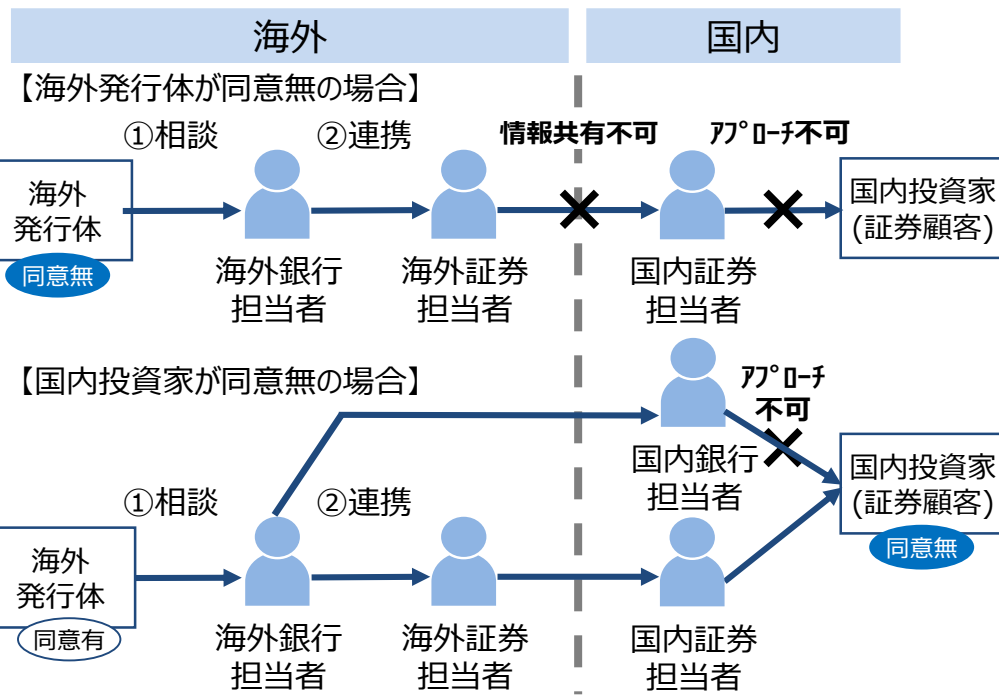 海外
国内
【海外発行体が同意無の場合】
①相談
②連携
情報共有不可
ｱﾌﾟﾛｰﾁ不可
海外
発行体
同意無
海外銀行
担当者
海外証券
担当者
国内証券
担当者
国内投資家
(証券顧客)
【国内投資家が同意無の場合】
ｱﾌﾟﾛｰﾁ
不可
国内銀行
担当者
国内投資家
(証券顧客)
同意無
①相談
②連携
海外
発行体
同意有
海外銀行
担当者
海外証券
担当者
国内証券
担当者